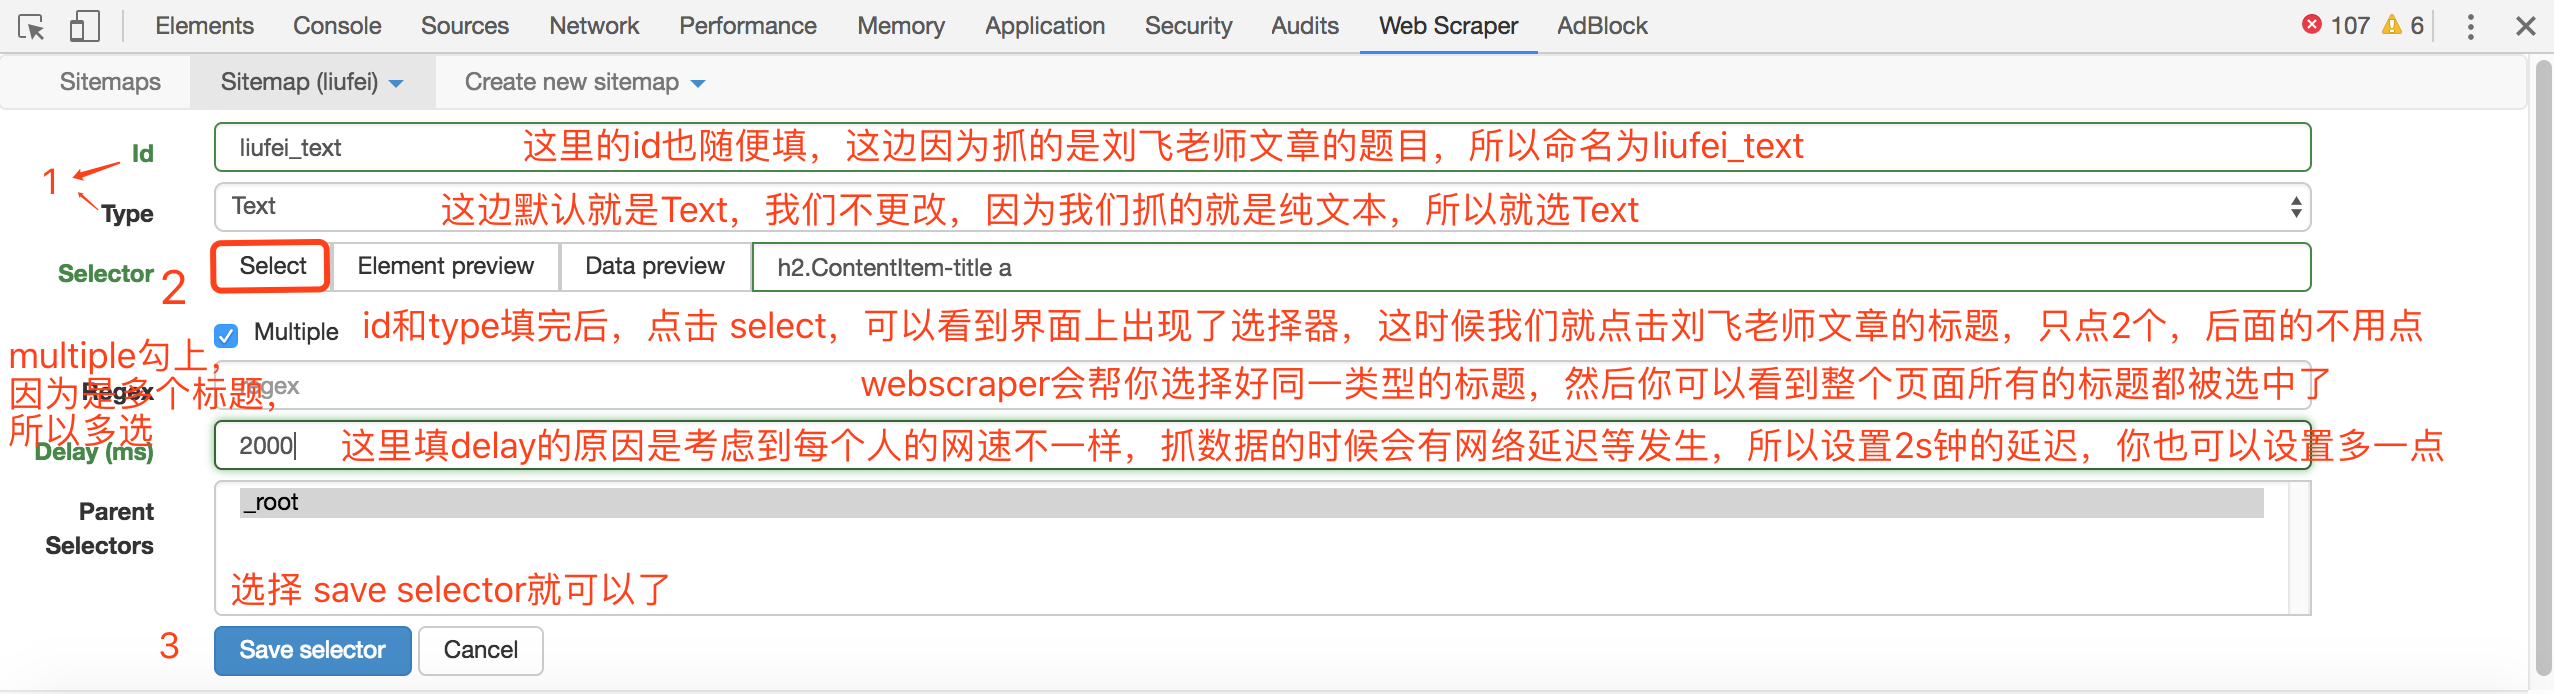 Elements Console Sources Network Performance Memory Application Security Audits Web Scraper AdBlock 107 6
Sitemaps Sitemap (liufei) Create new sitemap
Id liufei_text 这里的id也随便填，这边因为抓的是刘飞老师文章的题目，所以命名为liufei_text
1
Type Text 这边默认就是Text，我们不更改，因为我们抓的就是纯文本，所以就选Text
Selector 2 Select Element preview Data preview h2.ContentItem-title a
Multiple id和type填完后，点击 select，可以看到界面上出现了选择器，这时候我们就点击刘飞老师文章的标题，只点2个，后面的不用点
multiple勾上，
因为是多个标题，
所以多选
Regex regex webscraper会帮你选择好同一类型的标题，然后你可以看到整个页面所有的标题都被选中了
Delay (ms) 2000 这里填delay的原因是考虑到每个人的网速不一样，抓数据的时候会有网络延迟等发生，所以设置2s钟的延迟，你也可以设置多一点
Parent _root
Selectors
选择 save selector就可以了
3 Save selector Cancel